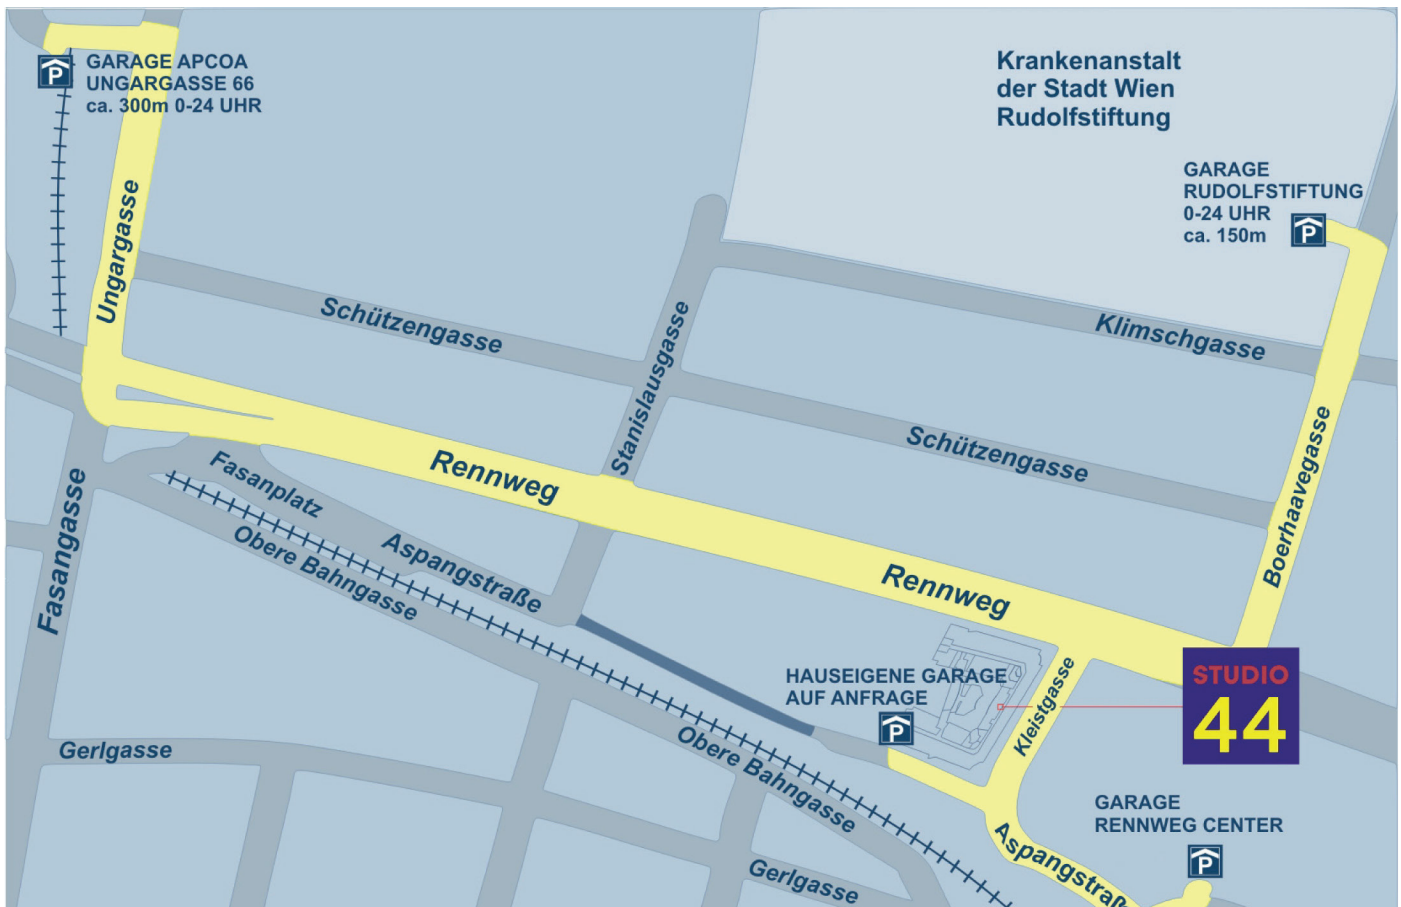 GARAGE APCOA
UNGARGASSE 66
ca. 300m 0-24 UHR
P
Krankenanstalt
der Stadt Wien
Rudolfstiftung
GARAGE
RUDOLFSTIFTUNG
0-24 UHR
ca. 150m
P
Ungargasse
Schützengasse
Stanislausgasse
Klimschgasse
Schützengasse
Boerhaavegasse
Rennweg
Rennweg
Fasanplatz
Aspangstraße
Obere Bahngasse
Fasangasse
HAUSEIGENE GARAGE
AUF ANFRAGE
P
Kleistgasse
STUDIO
44
Gerlgasse
Obere Bahngasse
GARAGE
RENNWEG CENTER
P
Aspangstraß
Gerlgasse